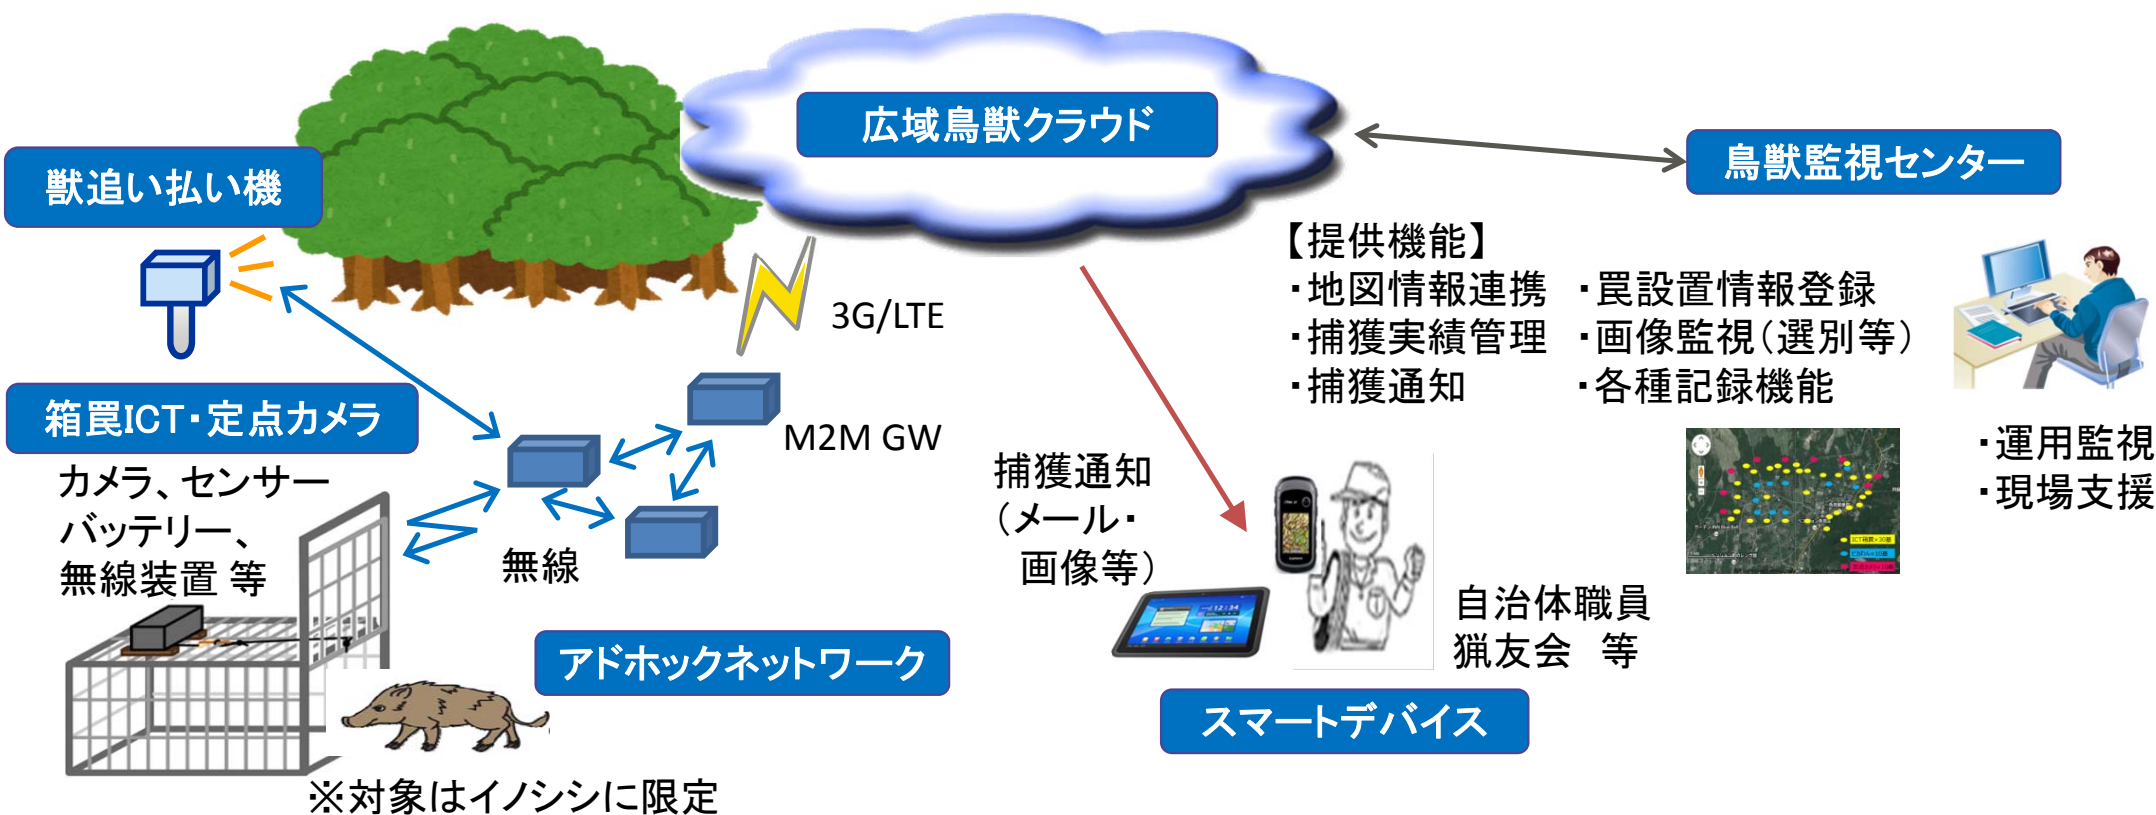 広域鳥獣クラウド
鳥獣監視センター
獣追い払い機
【提供機能】
・地図情報連携
・罠設置情報登録
・捕獲実績管理
・画像監視(選別等)
・捕獲通知
・各種記録機能
3G/LTE
箱罠ICT・定点カメラ
M2M GW
カメラ、センサー
バッテリー、
無線装置 等
無線
捕獲通知
(メール・
画像等)
・運用監視
・現場支援
自治体職員
猟友会 等
アドホックネットワーク
スマートデバイス
※対象はイノシシに限定